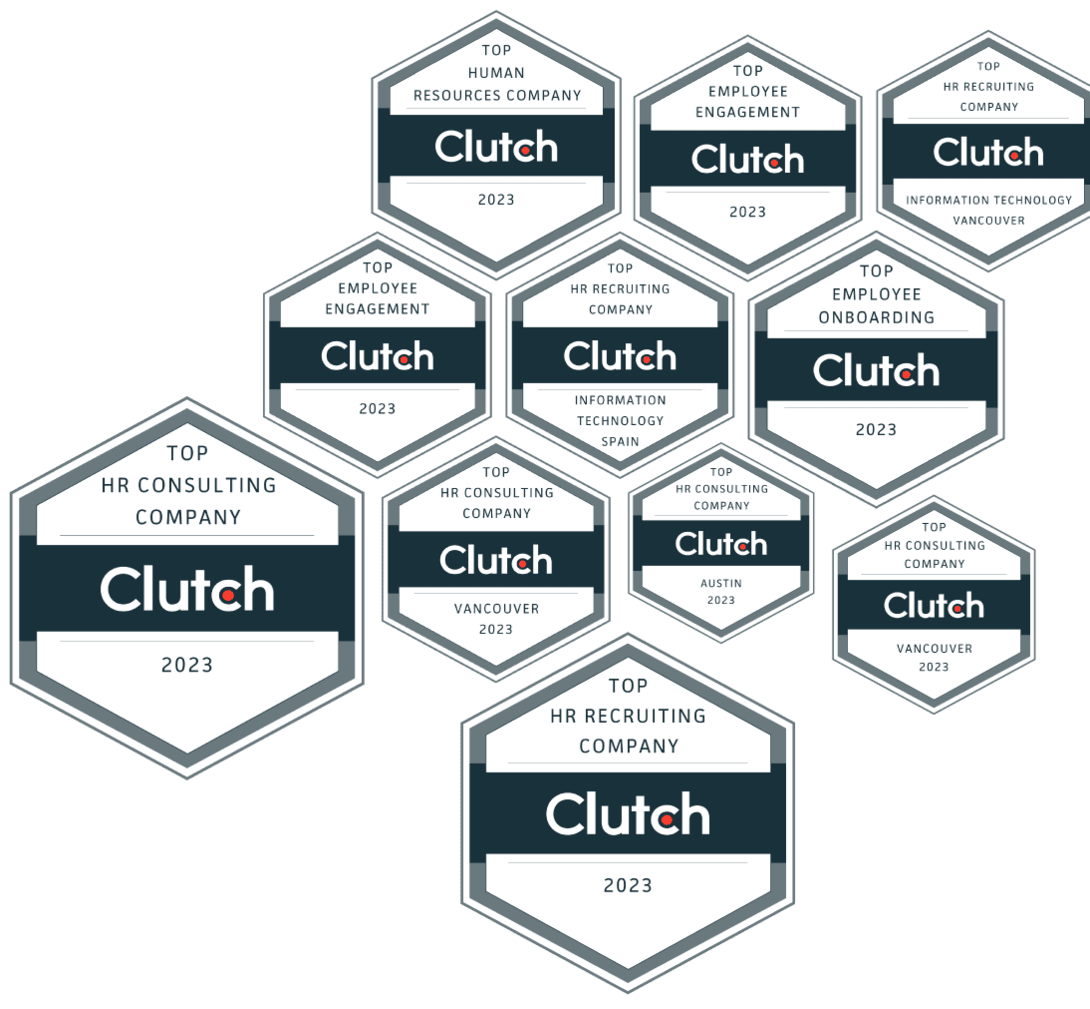 TOP
HUMAN
RESOURCES COMPANY
Clutch
2023
TOP
EMPLOYEE
ENGAGEMENT
Clutch
2023
TOP
HR RECRUITING
COMPANY
Clutch
INFORMATION TECHNOLOGY
VANCOUVER
TOP
EMPLOYEE
ENGAGEMENT
Clutch
2023
TOP
HR RECRUITING
COMPANY
Clutch
INFORMATION
TECHNOLOGY
SPAIN
TOP
EMPLOYEE
ONBOARDING
Clutch
2023
TOP
HR CONSULTING
COMPANY
Clutch
2023
TOP
HR CONSULTING
COMPANY
Clutch
VANCOUVER
2023
TOP
HR CONSULTING
COMPANY
Clutch
AUSTIN
2023
TOP
HR CONSULTING
COMPANY
Clutch
VANCOUVER
2023
TOP
HR RECRUITING
COMPANY
Clutch
2023